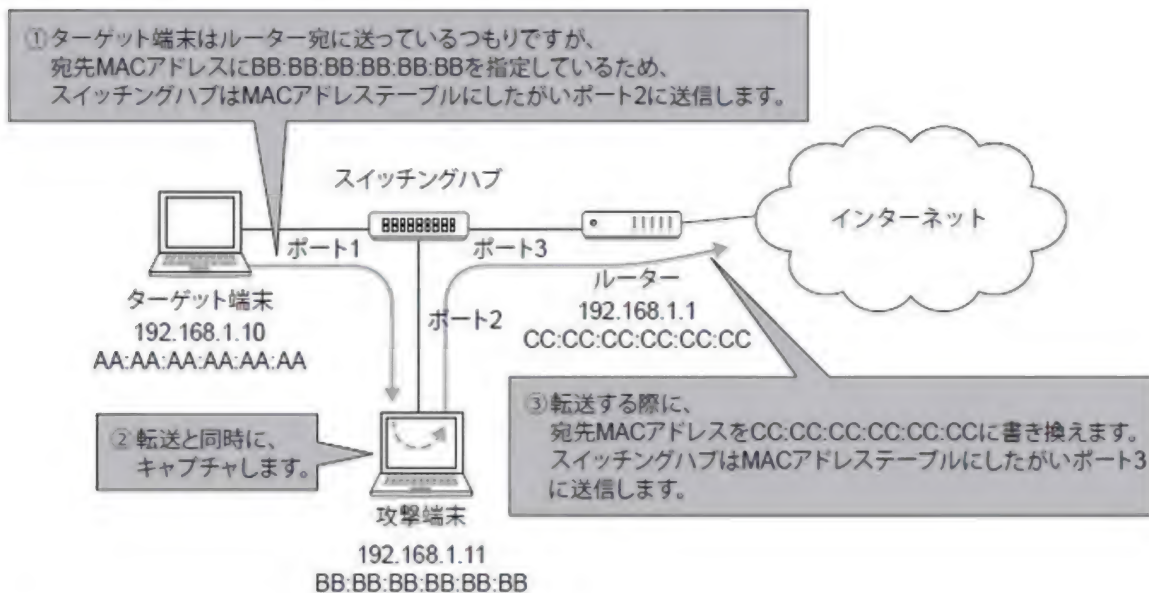 ①ターゲット端末はルーター宛に送っているつもりですが、
宛先MACアドレスにBB:BB:BB:BB:BB:BBを指定しているため、
スイッチングハブはMACアドレステーブルにしたがいポート2に送信します。
スイッチングハブ
インターネット
ポート1
ポート3
ターゲット端末
192.168.1.10
AA:AA:AA:AA:AA:AA
ルーター
192.168.1.1
CC:CC:CC:CC:CC:CC
ポート2
②転送と同時に、
キャプチャします。
③転送する際に、
宛先MACアドレスをCC:CC:CC:CC:CC:CCに書き換えます。
スイッチングハブはMACアドレステーブルにしたがいポート3
に送信します。
攻撃端末
192.168.1.11
BB:BB:BB:BB:BB:BB